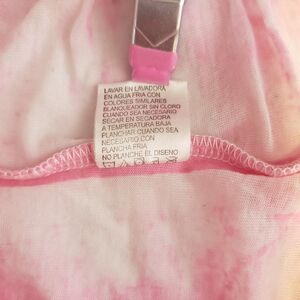 LAVAR EN LAVADORA
EN AGUA FRIA CON
COLORES SIMILARES
BLANQUEADOR SIN CLORO
CUANDO SEA NECESARIO
SECAR EN SECADORA
A TEMPERATURA BAJA
PLANCHAR CUANDO SEA
NECESARIO CON
PLANCHA FRIA
NO PLANCHE EL DISENO